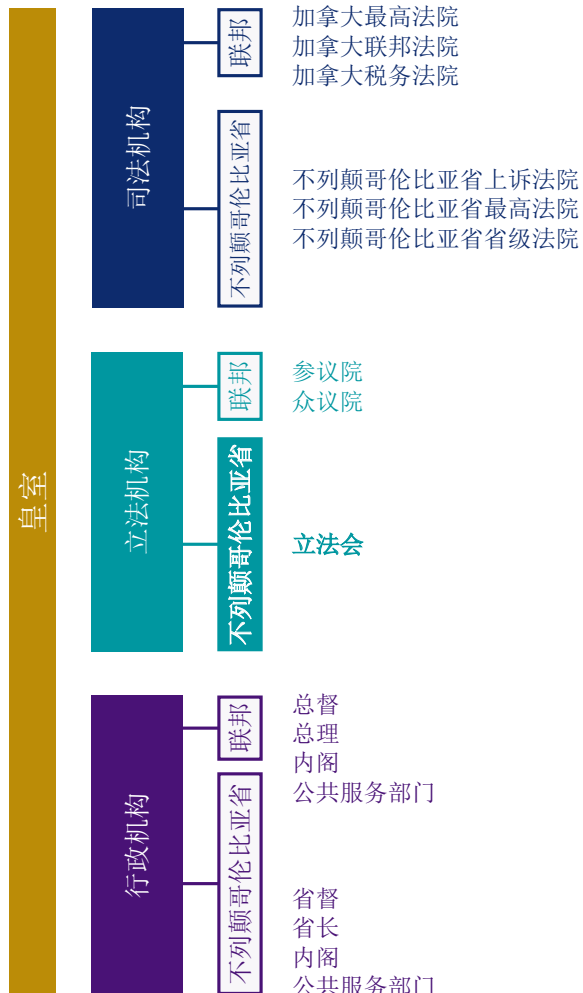 皇室
司法机构
联邦
加拿大最高法院
加拿大联邦法院
加拿大税务法院
不列颠哥伦比亚省
不列颠哥伦比亚省上诉法院
不列颠哥伦比亚省最高法院
不列颠哥伦比亚省省级法院
立法机构
联邦
参议院
众议院
不列颠哥伦比亚省
立法会
行政机构
联邦
总督
总理
内阁
公共服务部门
不列颠哥伦比亚省
省督
省长
内阁
公共服务部门